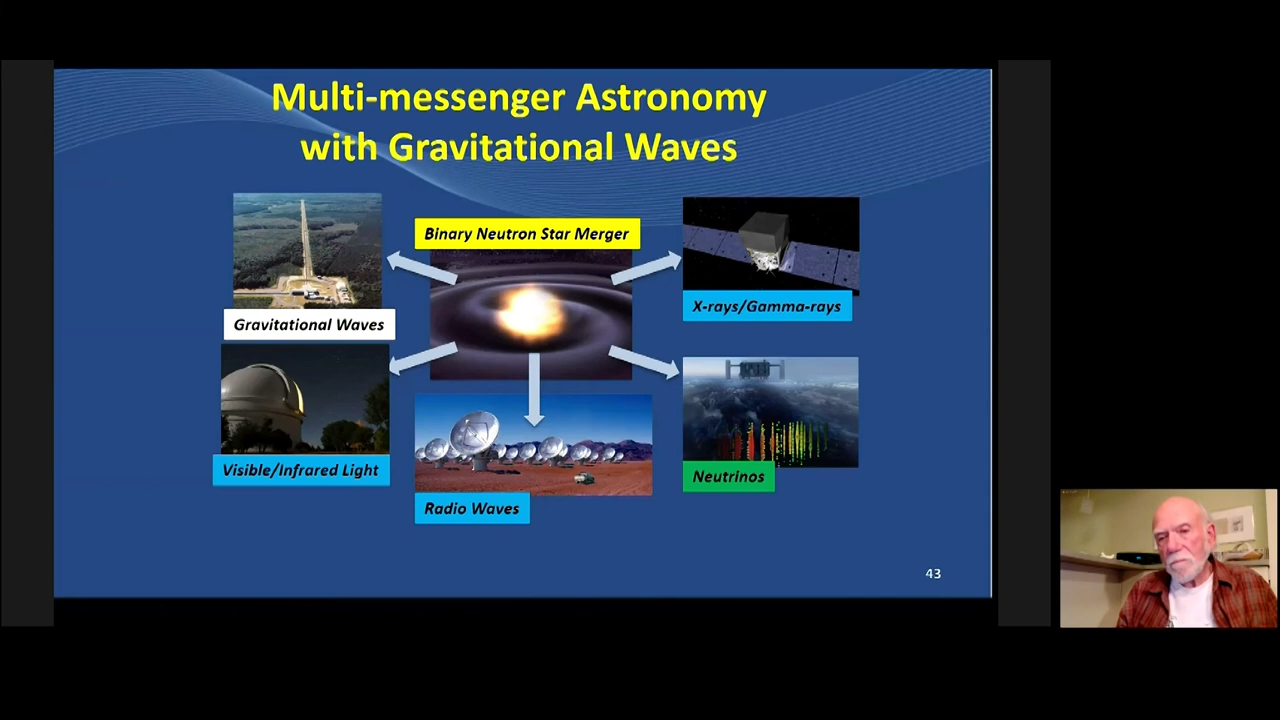 Multi-messenger Astronomy
with Gravitational Waves
Binary Neutron Star Merger
X-rays/Gamma-rays
Gravitational Waves
Visible/Infrared Light
Neutrinos
Radio Waves
43